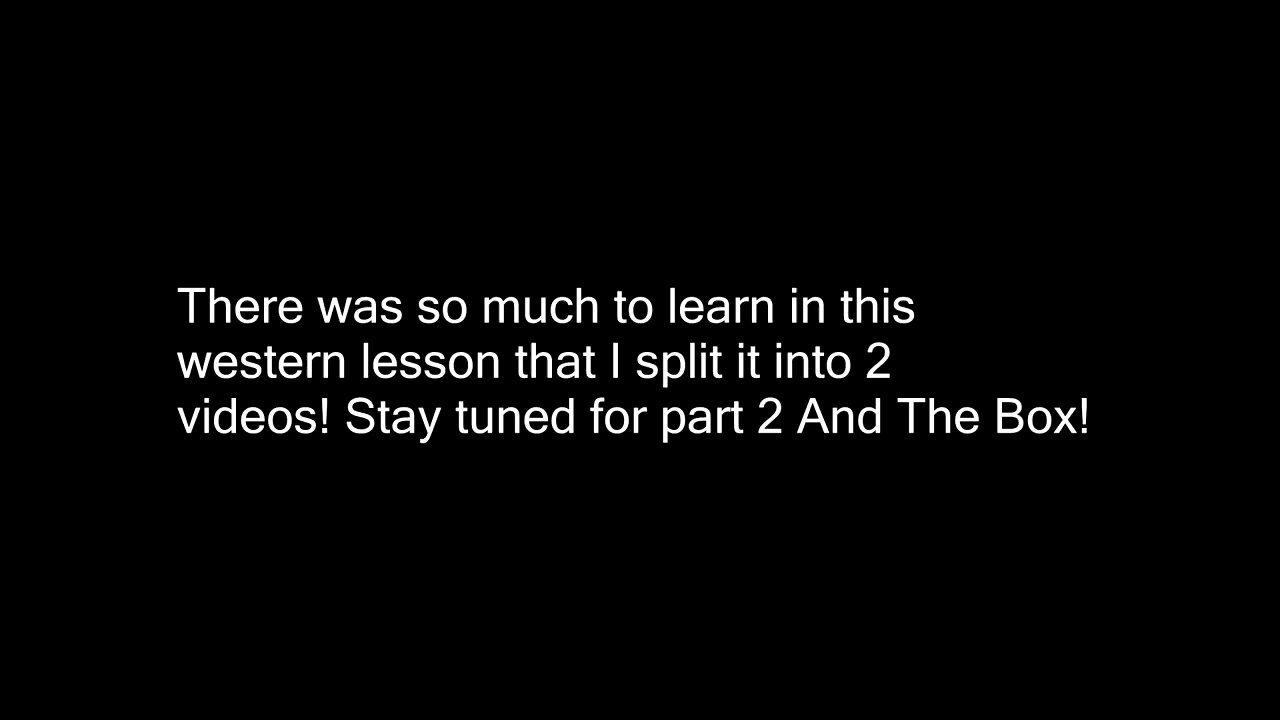 There was so much to learn in this
western lesson that I split it into 2
videos! Stay tuned for part 2 And The Box!